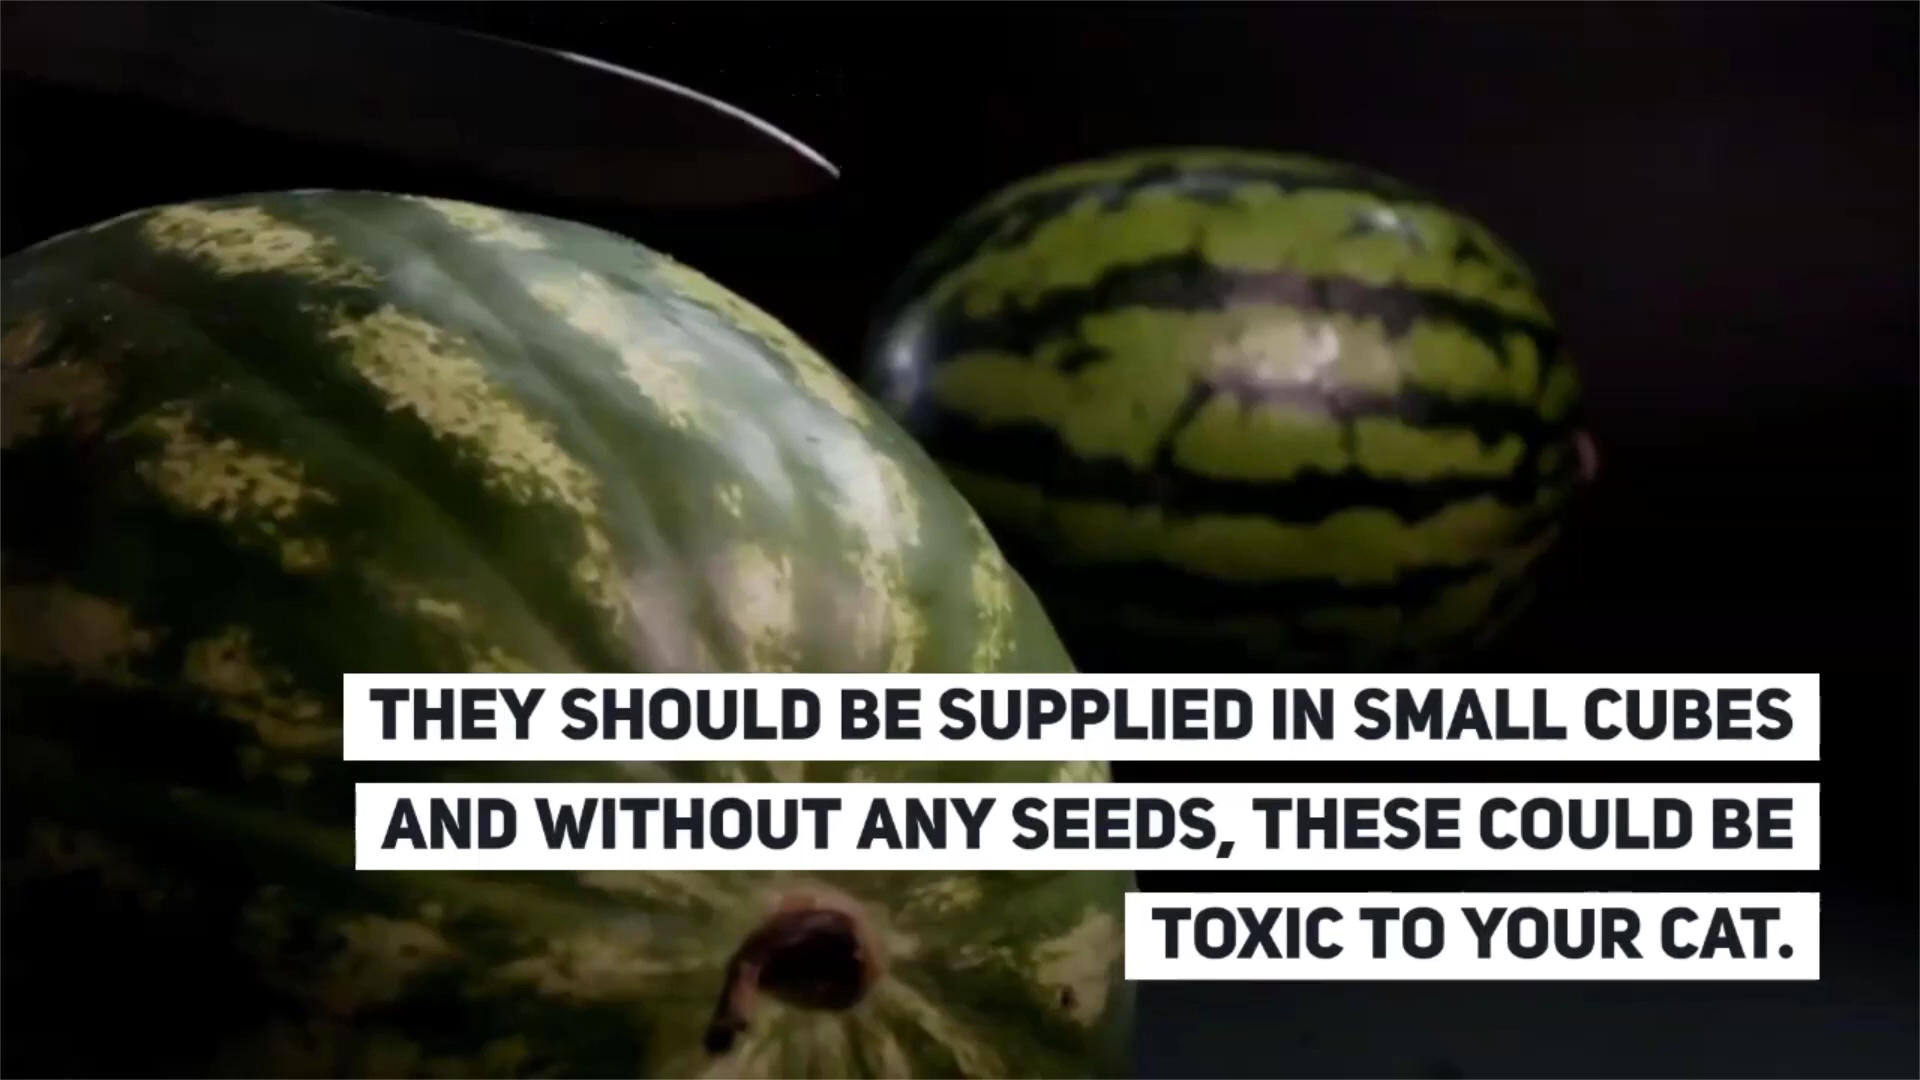 THEY SHOULD BE SUPPLIED IN SMALL CUBES
AND WITHOUT ANY SEEDS, THESE COULD BE
TOXIC TO YOUR CAT.